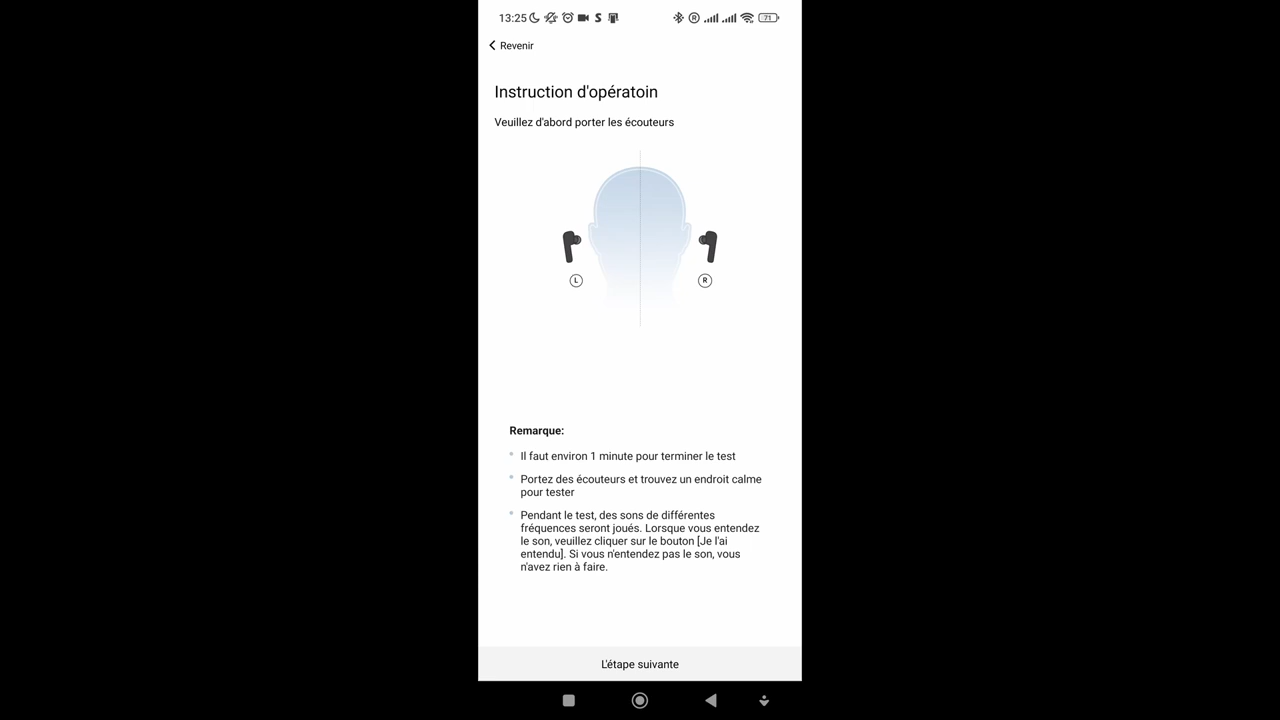 13:25
71
Revenir
Instruction d'opératoin
Veuillez d'abord porter les écouteurs
L
R
Remarque:
Il faut environ 1 minute pour terminer le test
Portez des écouteurs et trouvez un endroit calme
pour tester
Pendant le test, des sons de différentes
fréquences seront joués. Lorsque vous entendez
le son, veuillez cliquer sur le bouton [Je l'ai
entendu]. Si vous n'entendez pas le son, vous
n'avez rien à faire.
L'étape suivante